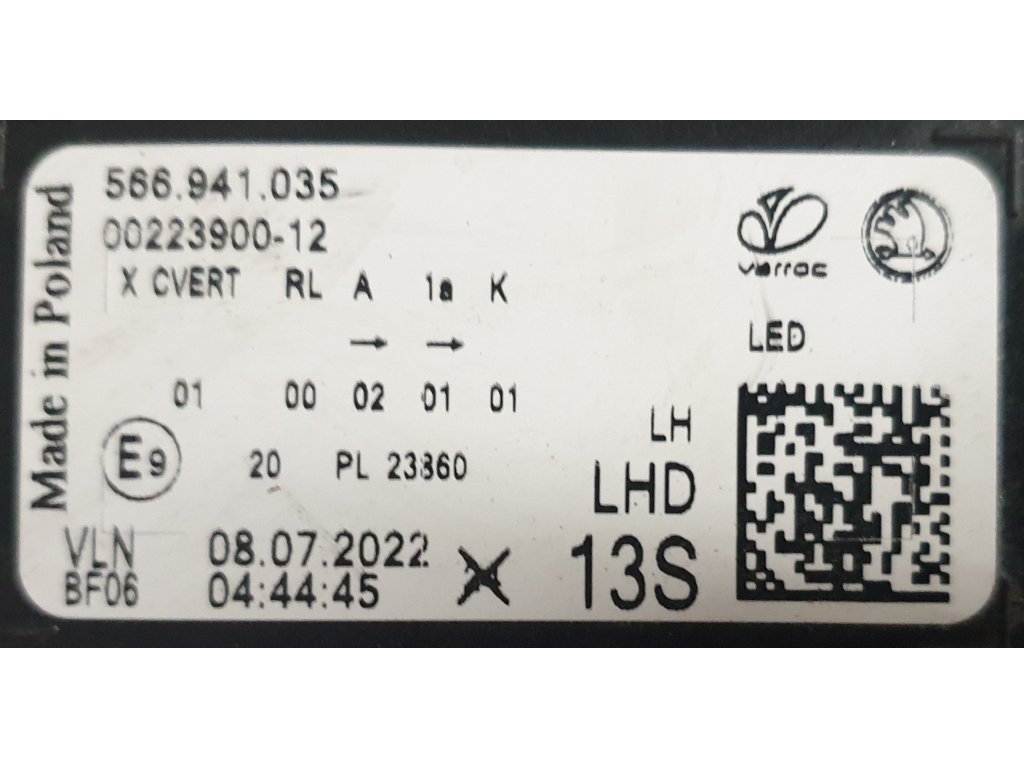 Made in Poland
566.941.035
00223900-12
X CVERT RL A 1a K
→ →
01 00 02 01 01
E9 20 PL 23860
VLN 08.07.2022
BF06 04:44:45
varroc
LED
LH
LHD
13S